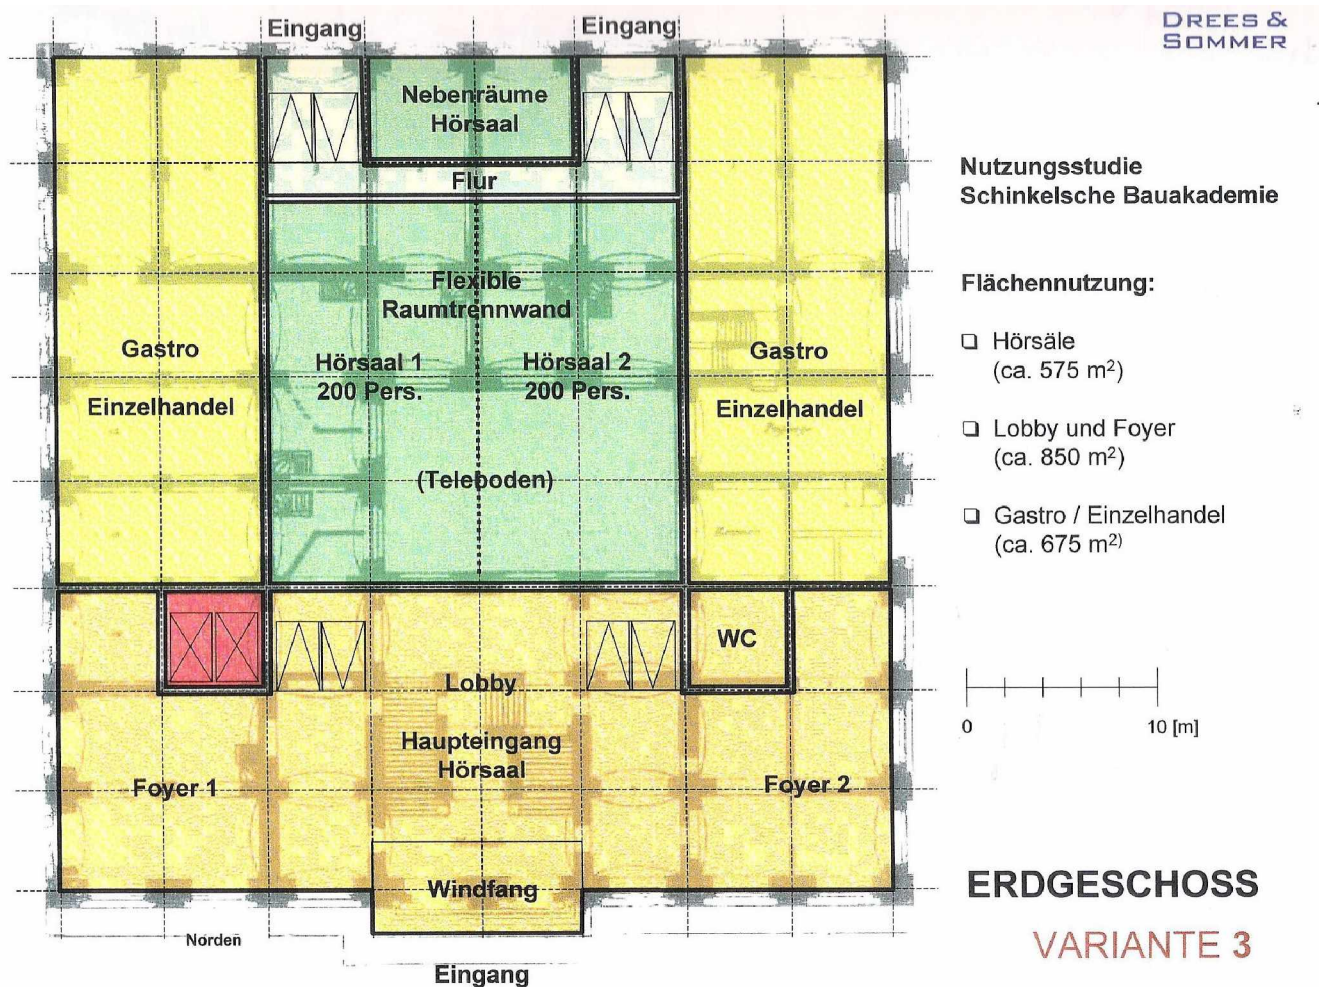 Eingang
Eingang
DREES &
SOMMER
Nebenräume
Hörsaal
Flur
Nutzungsstudie
Schinkelsche Bauakademie
Flächennutzung:
Flexible
Raumtrennwand
Gastro
Einzelhandel
Hörsaal 1
200 Pers.
Hörsaal 2
200 Pers.
Gastro
Einzelhandel
(Teleboden)
❏ Hörsäle
(ca. 575 m²)
❏ Lobby und Foyer
(ca. 850 m²)
❏ Gastro / Einzelhandel
(ca. 675 m²⁾
WC
Lobby
Haupteingang
Hörsaal
Foyer 1
Foyer 2
0 10 [m]
Windfang
ERDGESCHOSS
VARIANTE 3
Norden
Eingang